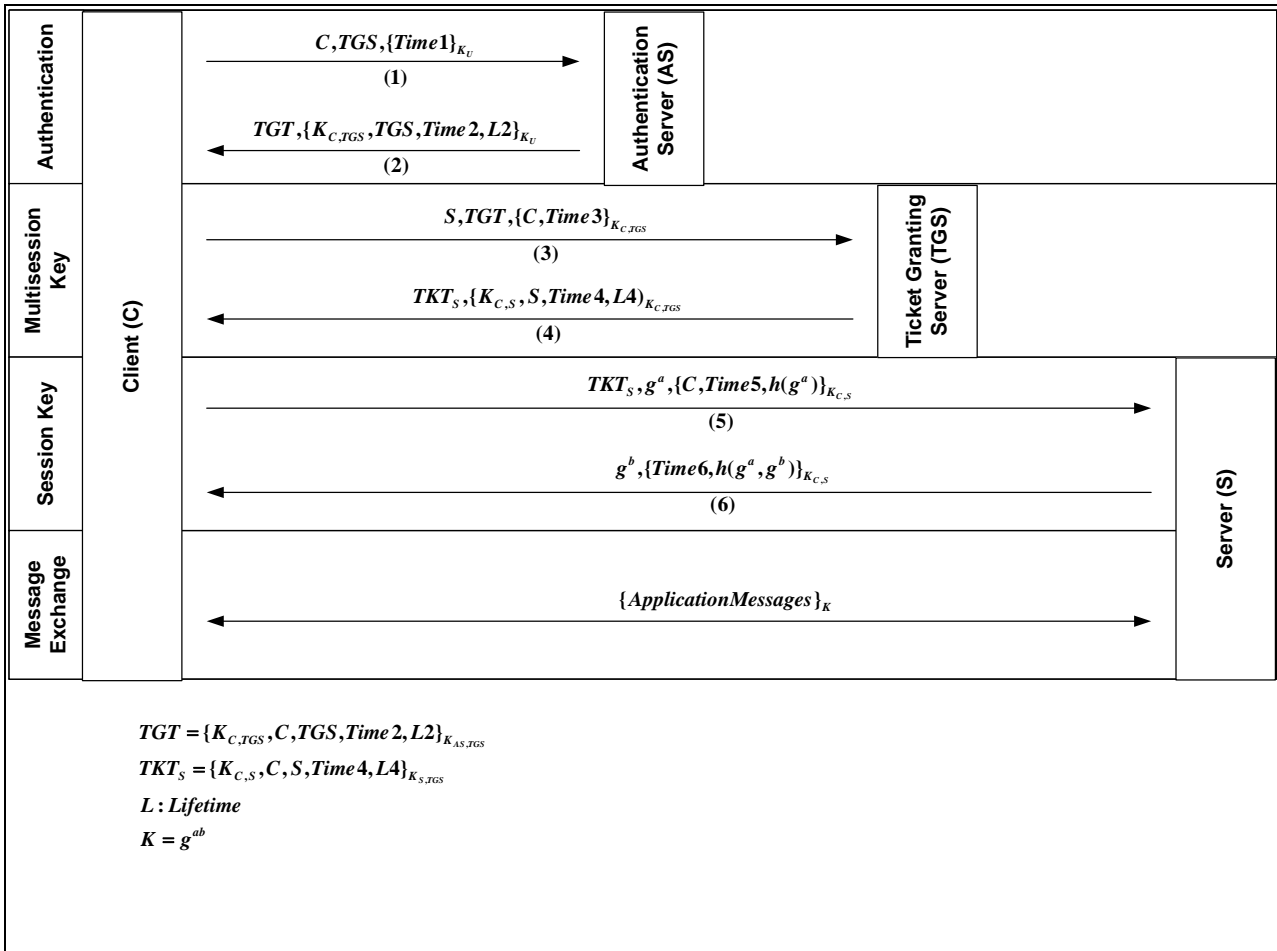 Authentication
C,TGS,{Time1}_{K_U}
(1)
TGT,{K_{C,TGS},TGS,Time2,L2}_{K_U}
(2)
Authentication
Server (AS)
Client (C)
Multisession
Key
S,TGT,{C,Time3}_{K_{C,TGS}}
(3)
TKT_S,{K_{C,S},S,Time4,L4)_{K_{C,TGS}}
(4)
Ticket Granting
Server (TGS)
Session Key
TKT_S,g^a,{C,Time5,h(g^a)}_{K_{C,S}}
(5)
g^b,{Time6,h(g^a,g^b)}_{K_{C,S}}
(6)
Server (S)
Message
Exchange
{ApplicationMessages}_K
TGT={K_{C,TGS},C,TGS,Time2,L2}_{K_{AS,TGS}}
TKT_S={K_{C,S},C,S,Time4,L4}_{K_{S,TGS}}
L:Lifetime
K=g^{ab}